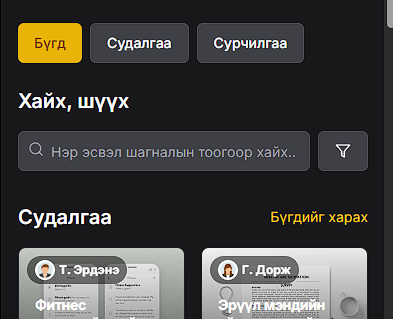 Бүгд Судалгаа Сурчилгаа
Хайх, шүүх
Нэр эсвэл шагналын тоогоор хайх..
Судалгаа Бүгдийг харах
Т. Эрдэнэ Г. Дорж
Фитнес Эрүүл мэндийн